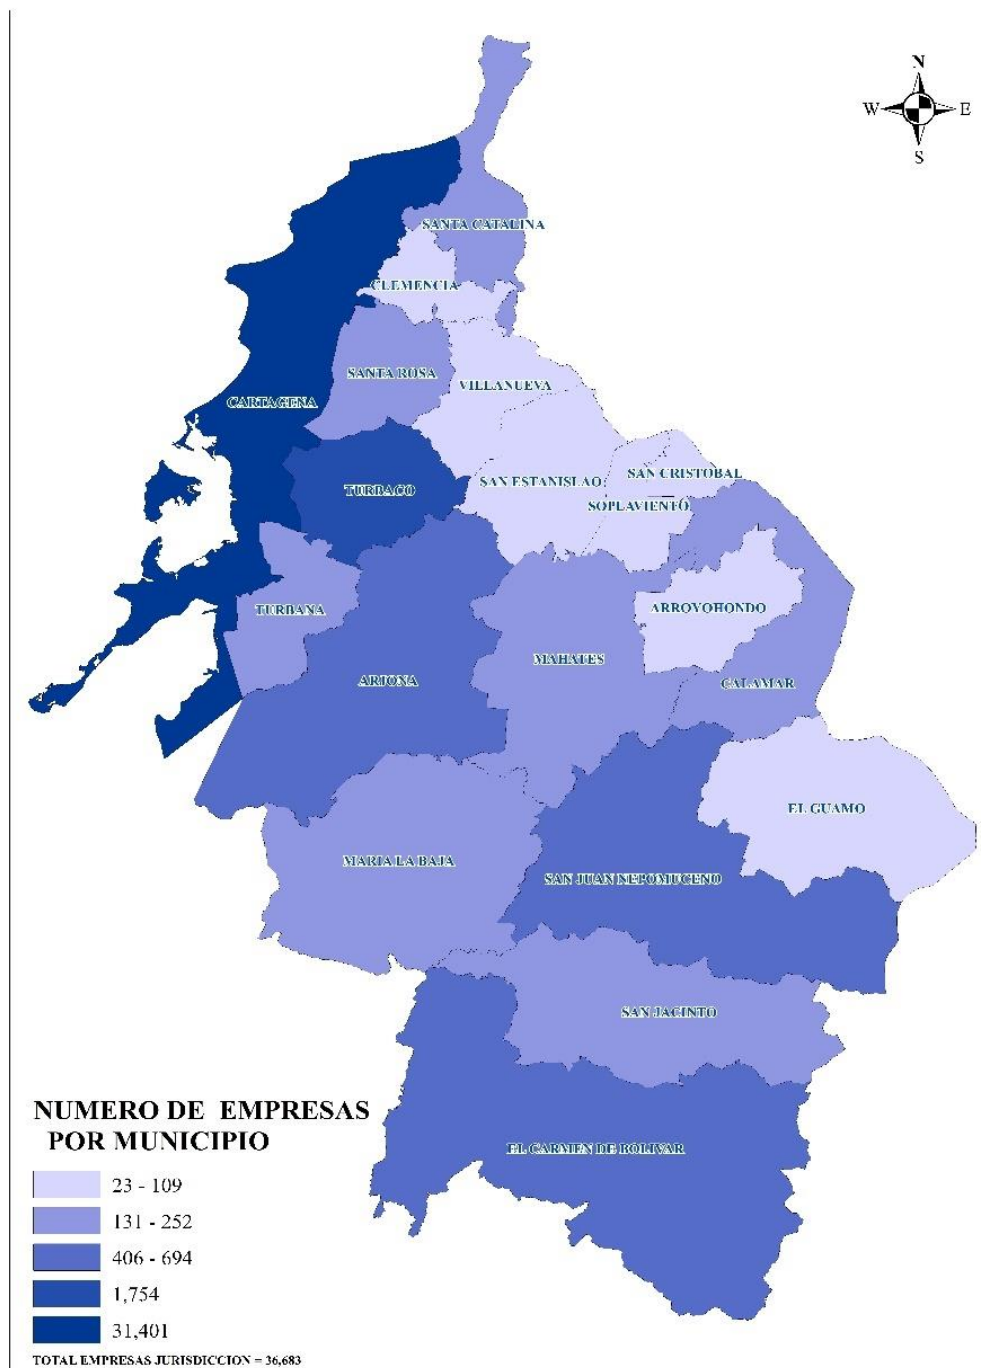 N
W E
S
SANTA CATALINA
CLEMENCIA
SANTA ROSA
VILLANUEVA
CARTAGENA
SAN CRISTOBAL
SAN ESTANISLAO
TURBACO
SOPLAVIENTO
ARROYOHONDO
TURBANA
MAHATES
ARJONA
CALAMAR
EL GUAMO
MARIA LA BAJA
SAN JUAN NEPOMUCENO
SAN JACINTO
EL CARMEN DE BOLIVAR
NUMERO DE EMPRESAS
POR MUNICIPIO
23 - 109
131 - 252
406 - 694
1,754
31,401
TOTAL EMPRESAS JURISDICCION = 36,683